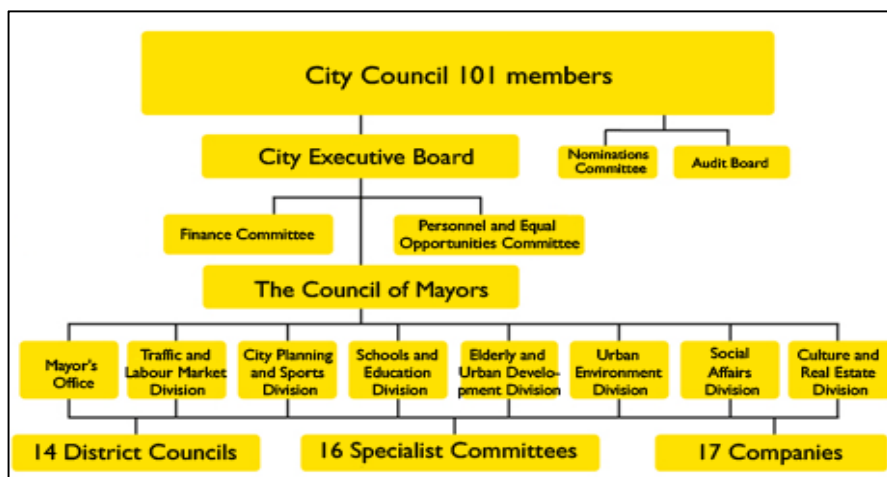 City Council 101 members
City Executive Board
Nominations
Committee
Audit Board
Finance Committee
Personnel and Equal
Opportunities Committee
The Council of Mayors
Mayor's
Office
Traffic and
Labour Market
Division
City Planning
and Sports
Division
Schools and
Education
Division
Elderly and
Urban Develo-
pment Division
Urban
Environment
Division
Social
Affairs
Division
Culture and
Real Estate
Division
14 District Councils
16 Specialist Committees
17 Companies